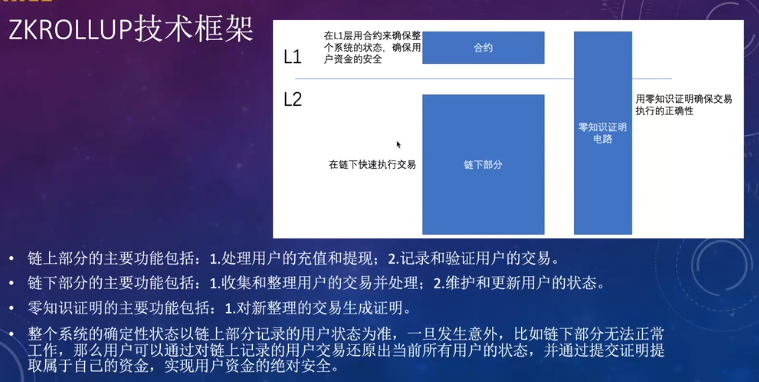 ZKROLLUP技术框架
在L1层用合约来确保整
个系统的状态，确保用
户资金的安全
L1
合约
L2
用零知识证明确保交易
执行的正确性
零知识证明
电路
在链下快速执行交易
链下部分
• 链上部分的主要功能包括：1.处理用户的充值和提现；2.记录和验证用户的交易。
• 链下部分的主要功能包括：1.收集和整理用户的交易并处理；2.维护和更新用户的状态。
• 零知识证明的主要功能包括：1.对新整理的交易生成证明。
• 整个系统的确定性状态以链上部分记录的用户状态为准，一旦发生意外，比如链下部分无法正常
工作，那么用户可以通过对链上记录的用户交易还原出当前所有用户的状态，并通过提交证明提
取属于自己的资金，实现用户资金的绝对安全。